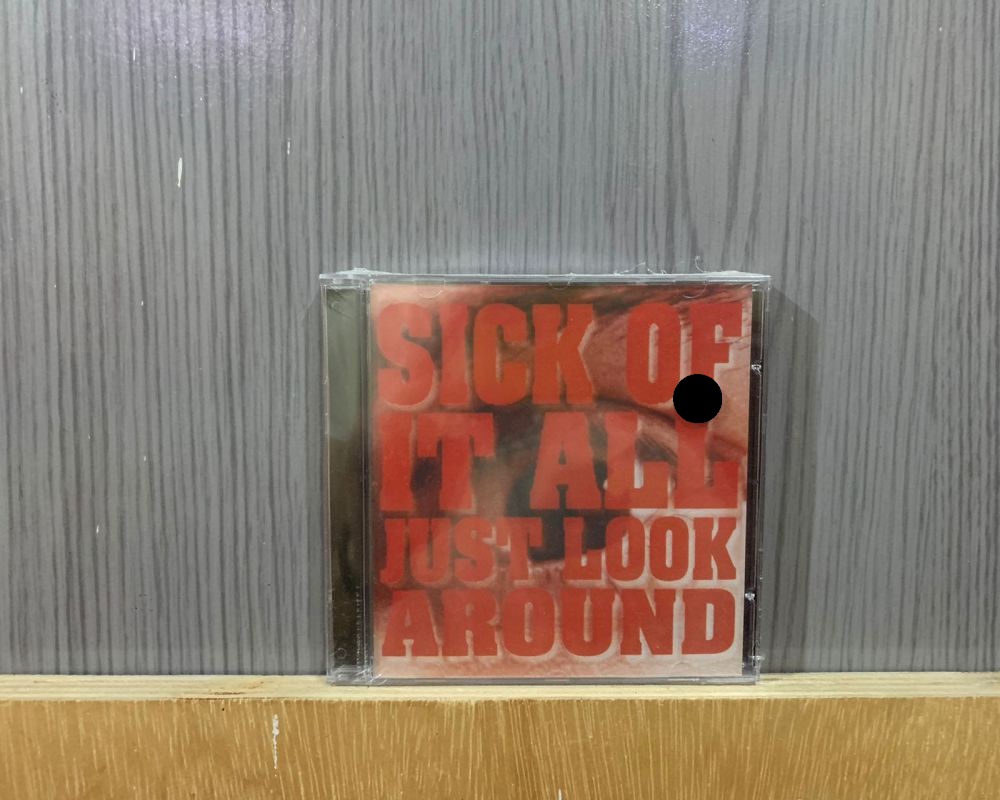 SICK OF
IT ALL
JUST LOOK
AROUND